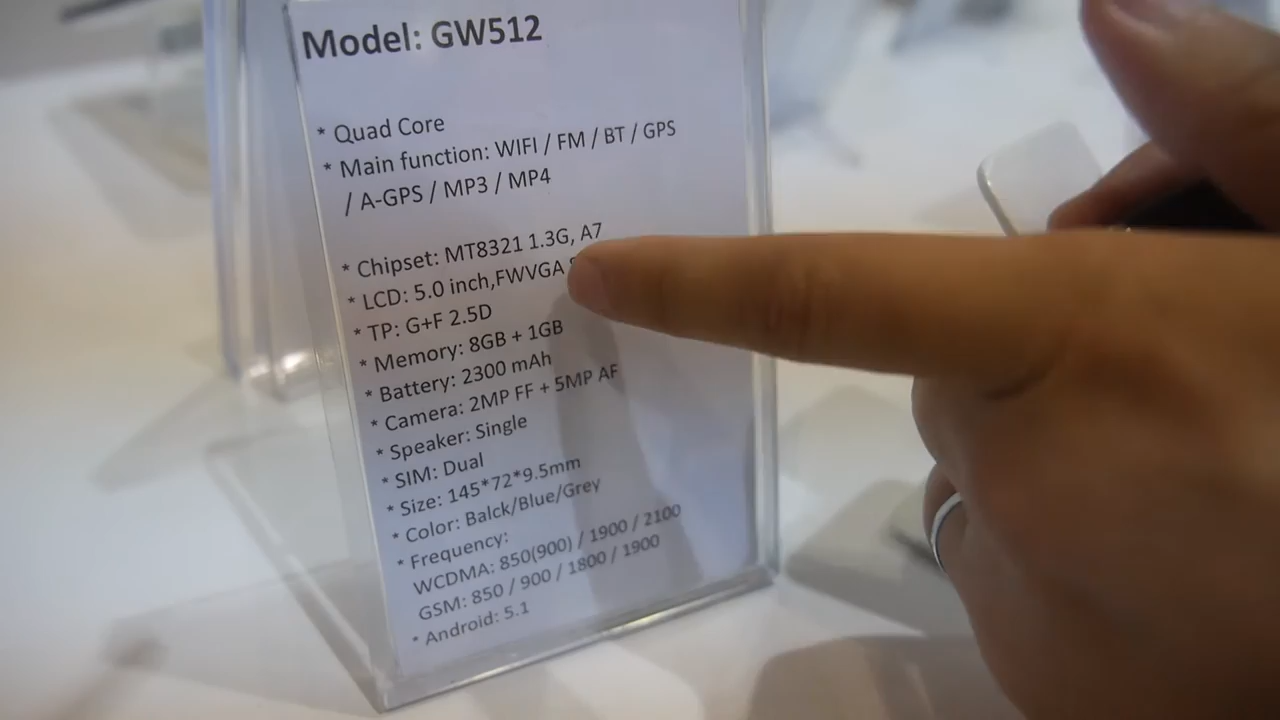 Model: GW512
* Quad Core
* Main function: WIFI / FM / BT / GPS
/ A-GPS / MP3 / MP4
* Chipset: MT8321 1.3G, A7
* LCD: 5.0 inch,FWVGA
* TP: G+F 2.5D
* Memory: 8GB + 1GB
* Battery: 2300 mAh
* Camera: 2MP FF + 5MP AF
* Speaker: Single
* SIM: Dual
* Size: 145*72*9.5mm
* Color: Balck/Blue/Grey
* Frequency:
WCDMA: 850(900) / 1900 / 2100
GSM: 850 / 900 / 1800 / 1900
* Android: 5.1